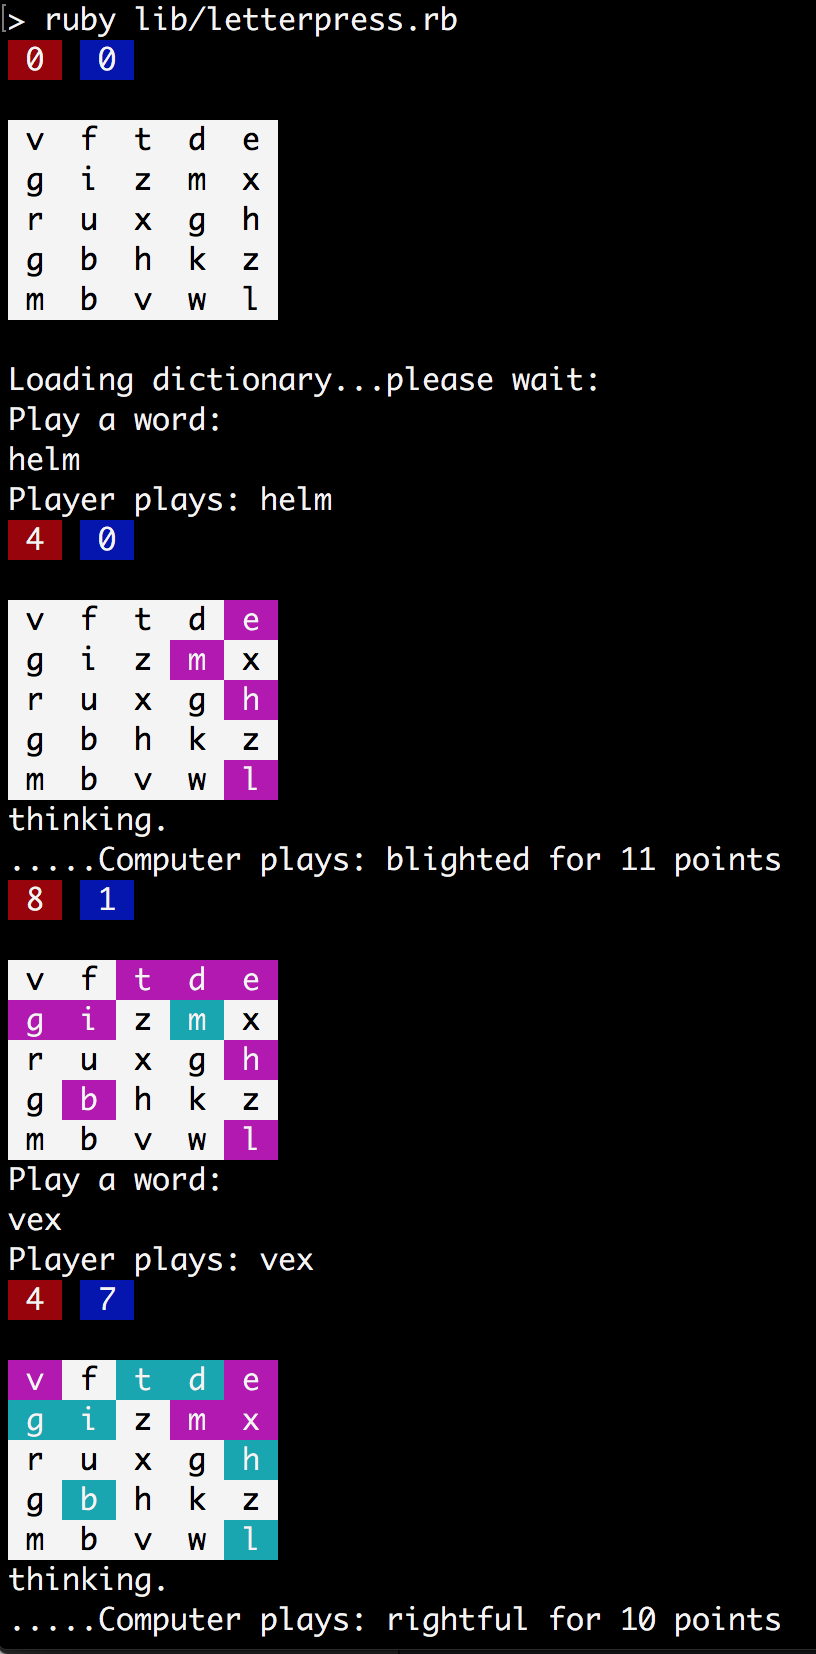 > ruby lib/letterpress.rb
0 0
v f t d e
g i z m x
r u x g h
g b h k z
m b v w l
Loading dictionary...please wait:
Play a word:
helm
Player plays: helm
4 0
v f t d e
g i z m x
r u x g h
g b h k z
m b v w l
thinking.
.....Computer plays: blighted for 11 points
8 1
v f t d e
g i z m x
r u x g h
g b h k z
m b v w l
Play a word:
vex
Player plays: vex
4 7
v f t d e
g i z m x
r u x g h
g b h k z
m b v w l
thinking.
.....Computer plays: rightful for 10 points